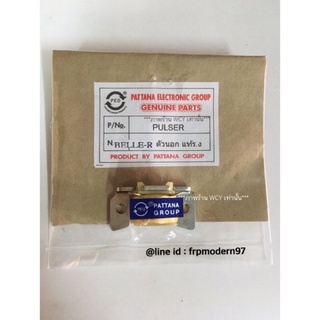 PEG
PATTANA ELECTRONIC GROUP
GENUINE PARTS
***ภาพร้าน WCY เท่านั้น***
P/No. PULSER
N BELLE-R ตัวนอก แท้ร.ง
PRODUCT BY PATTANA GROUP
***ภาพร้าน WCY เท่านั้น***
PATTANA
GROUP
@line id : frpmodern97